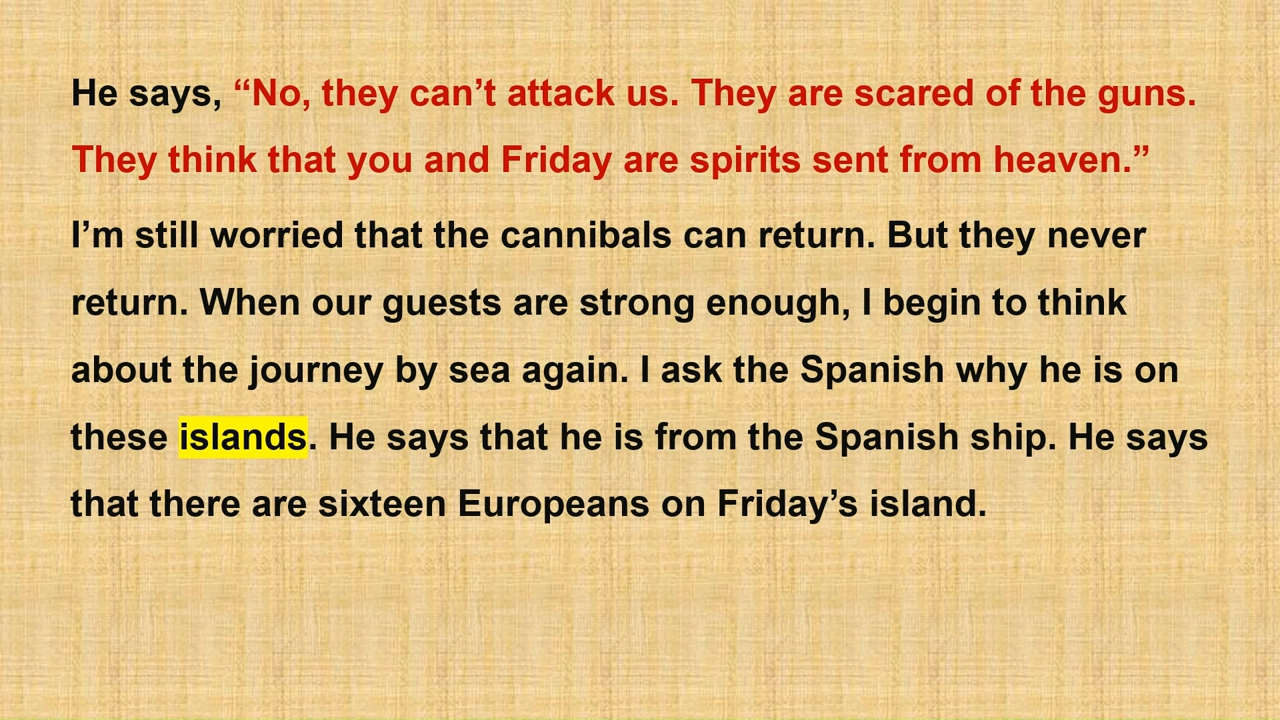 He says, “No, they can’t attack us. They are scared of the guns.
They think that you and Friday are spirits sent from heaven.”
I’m still worried that the cannibals can return. But they never
return. When our guests are strong enough, I begin to think
about the journey by sea again. I ask the Spanish why he is on
these islands. He says that he is from the Spanish ship. He says
that there are sixteen Europeans on Friday’s island.